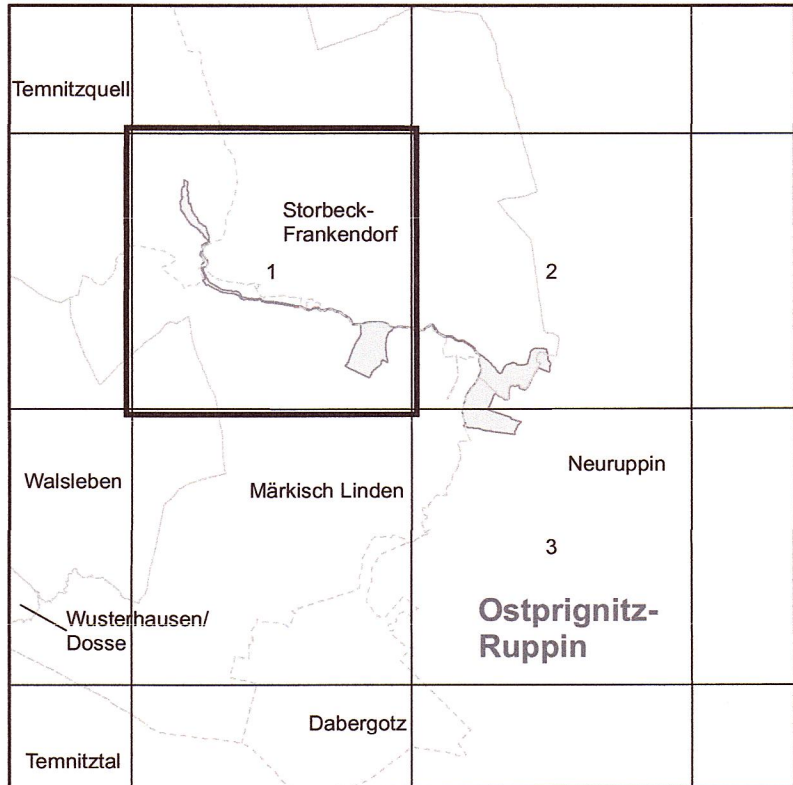 Temnitzquell
Storbeck-
Frankendorf
1
2
Walsleben
Märkisch Linden
Neuruppin
3
Wusterhausen/
Dosse
Ostprignitz-
Ruppin
Dabergotz
Temnitztal